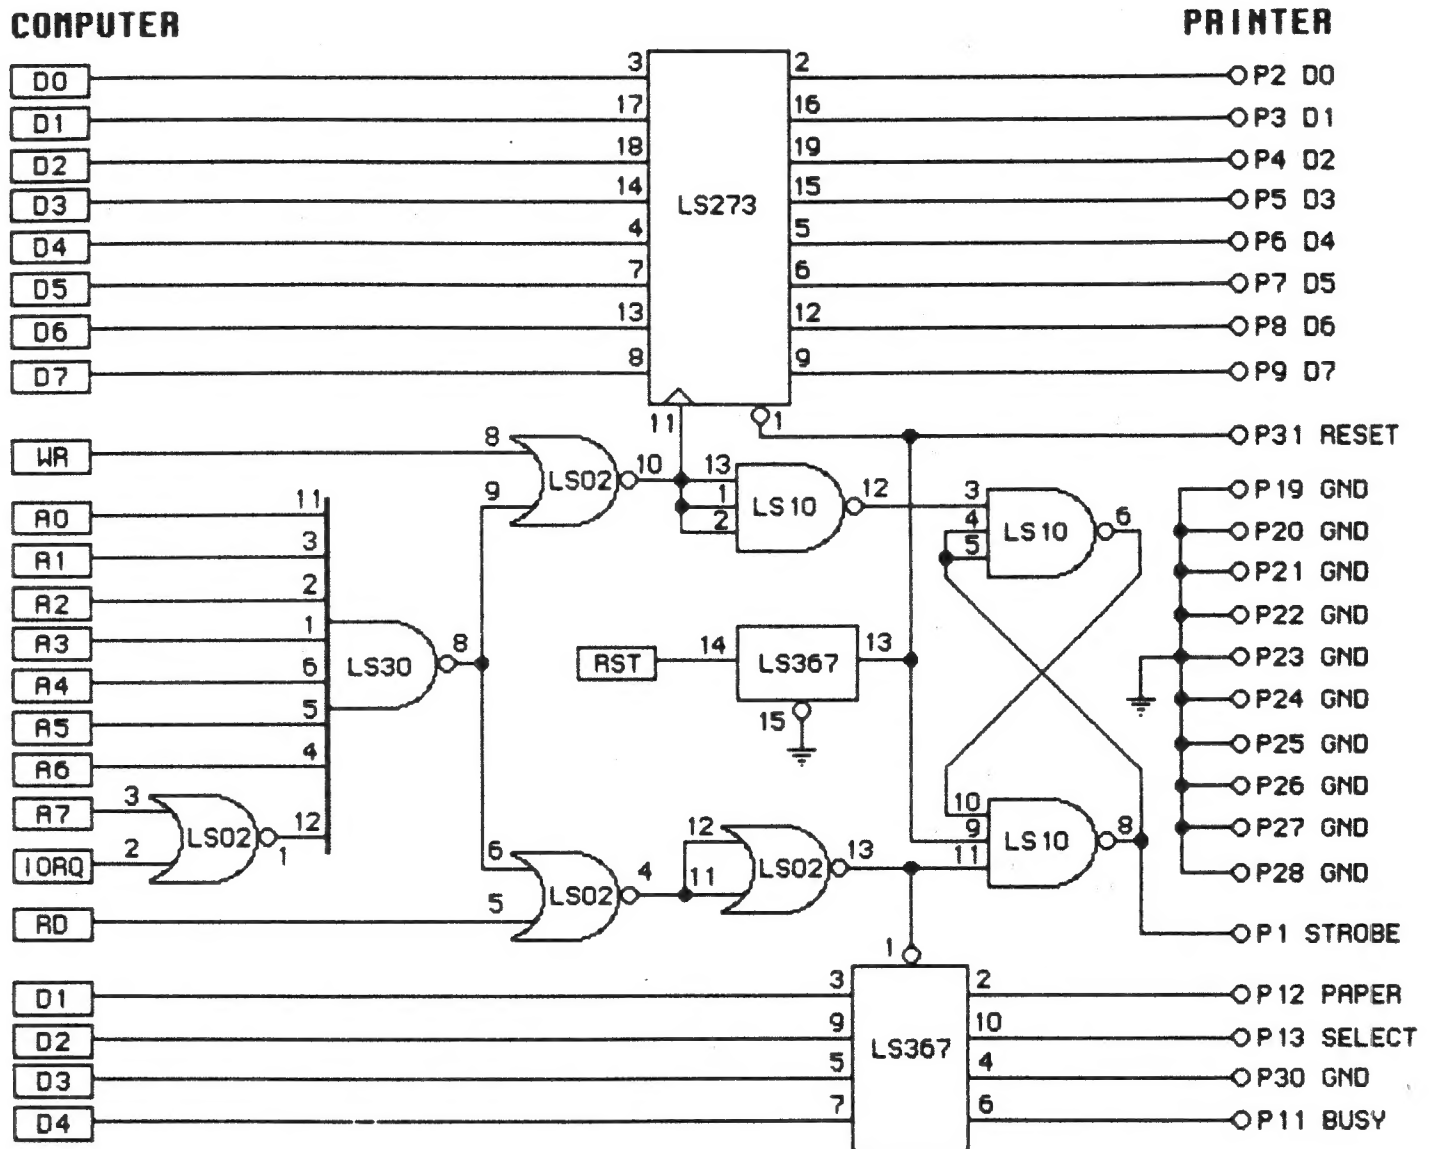 COMPUTER PRINTER
D0 3 2 P2 D0
D1 17 16 P3 D1
D2 18 19 P4 D2
D3 14 LS273 15 P5 D3
D4 4 5 P6 D4
D5 7 6 P7 D5
D6 13 12 P8 D6
D7 8 9 P9 D7
11 1 P31 RESET
WR 8 LS02 10 13 LS10 12 3 LS10 6 P19 GND
9 1 4 P20 GND
2 5
A0 11
A1 3 P21 GND
A2 2 P22 GND
A3 1 RST 14 LS367 13 P23 GND
A4 6 LS30 8 P24 GND
A5 5 15 P25 GND
A6 4 P26 GND
A7 3 LS02 12 12 LS02 13 10 LS10 8 P27 GND
IORQ 2 1 6 LS02 4 11 9 P28 GND
11
RD 5 P1 STROBE
1
D1 3 2 P12 PAPER
D2 9 LS367 10 P13 SELECT
D3 5 4 P30 GND
D4 7 6 P11 BUSY